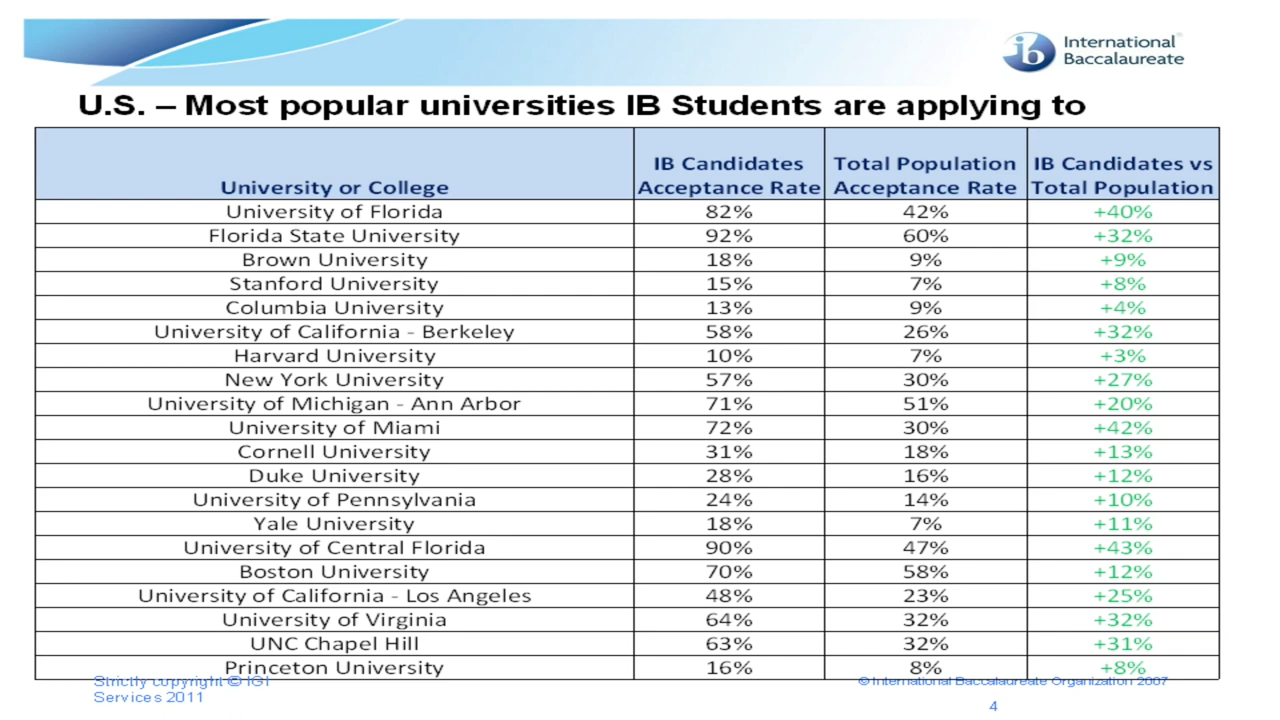 International
Baccalaureate
U.S. – Most popular universities IB Students are applying to
University or College IB Candidates Acceptance Rate Total Population Acceptance Rate IB Candidates vs Total Population
University of Florida 82% 42% +40%
Florida State University 92% 60% +32%
Brown University 18% 9% +9%
Stanford University 15% 7% +8%
Columbia University 13% 9% +4%
University of California - Berkeley 58% 26% +32%
Harvard University 10% 7% +3%
New York University 57% 30% +27%
University of Michigan - Ann Arbor 71% 51% +20%
University of Miami 72% 30% +42%
Cornell University 31% 18% +13%
Duke University 28% 16% +12%
University of Pennsylvania 24% 14% +10%
Yale University 18% 7% +11%
University of Central Florida 90% 47% +43%
Boston University 70% 58% +12%
University of California - Los Angeles 48% 23% +25%
University of Virginia 64% 32% +32%
UNC Chapel Hill 63% 32% +31%
Princeton University 16% 8% +8%
Strictly copyright © IGI
Services 2011
© International Baccalaureate Organization 2007
4